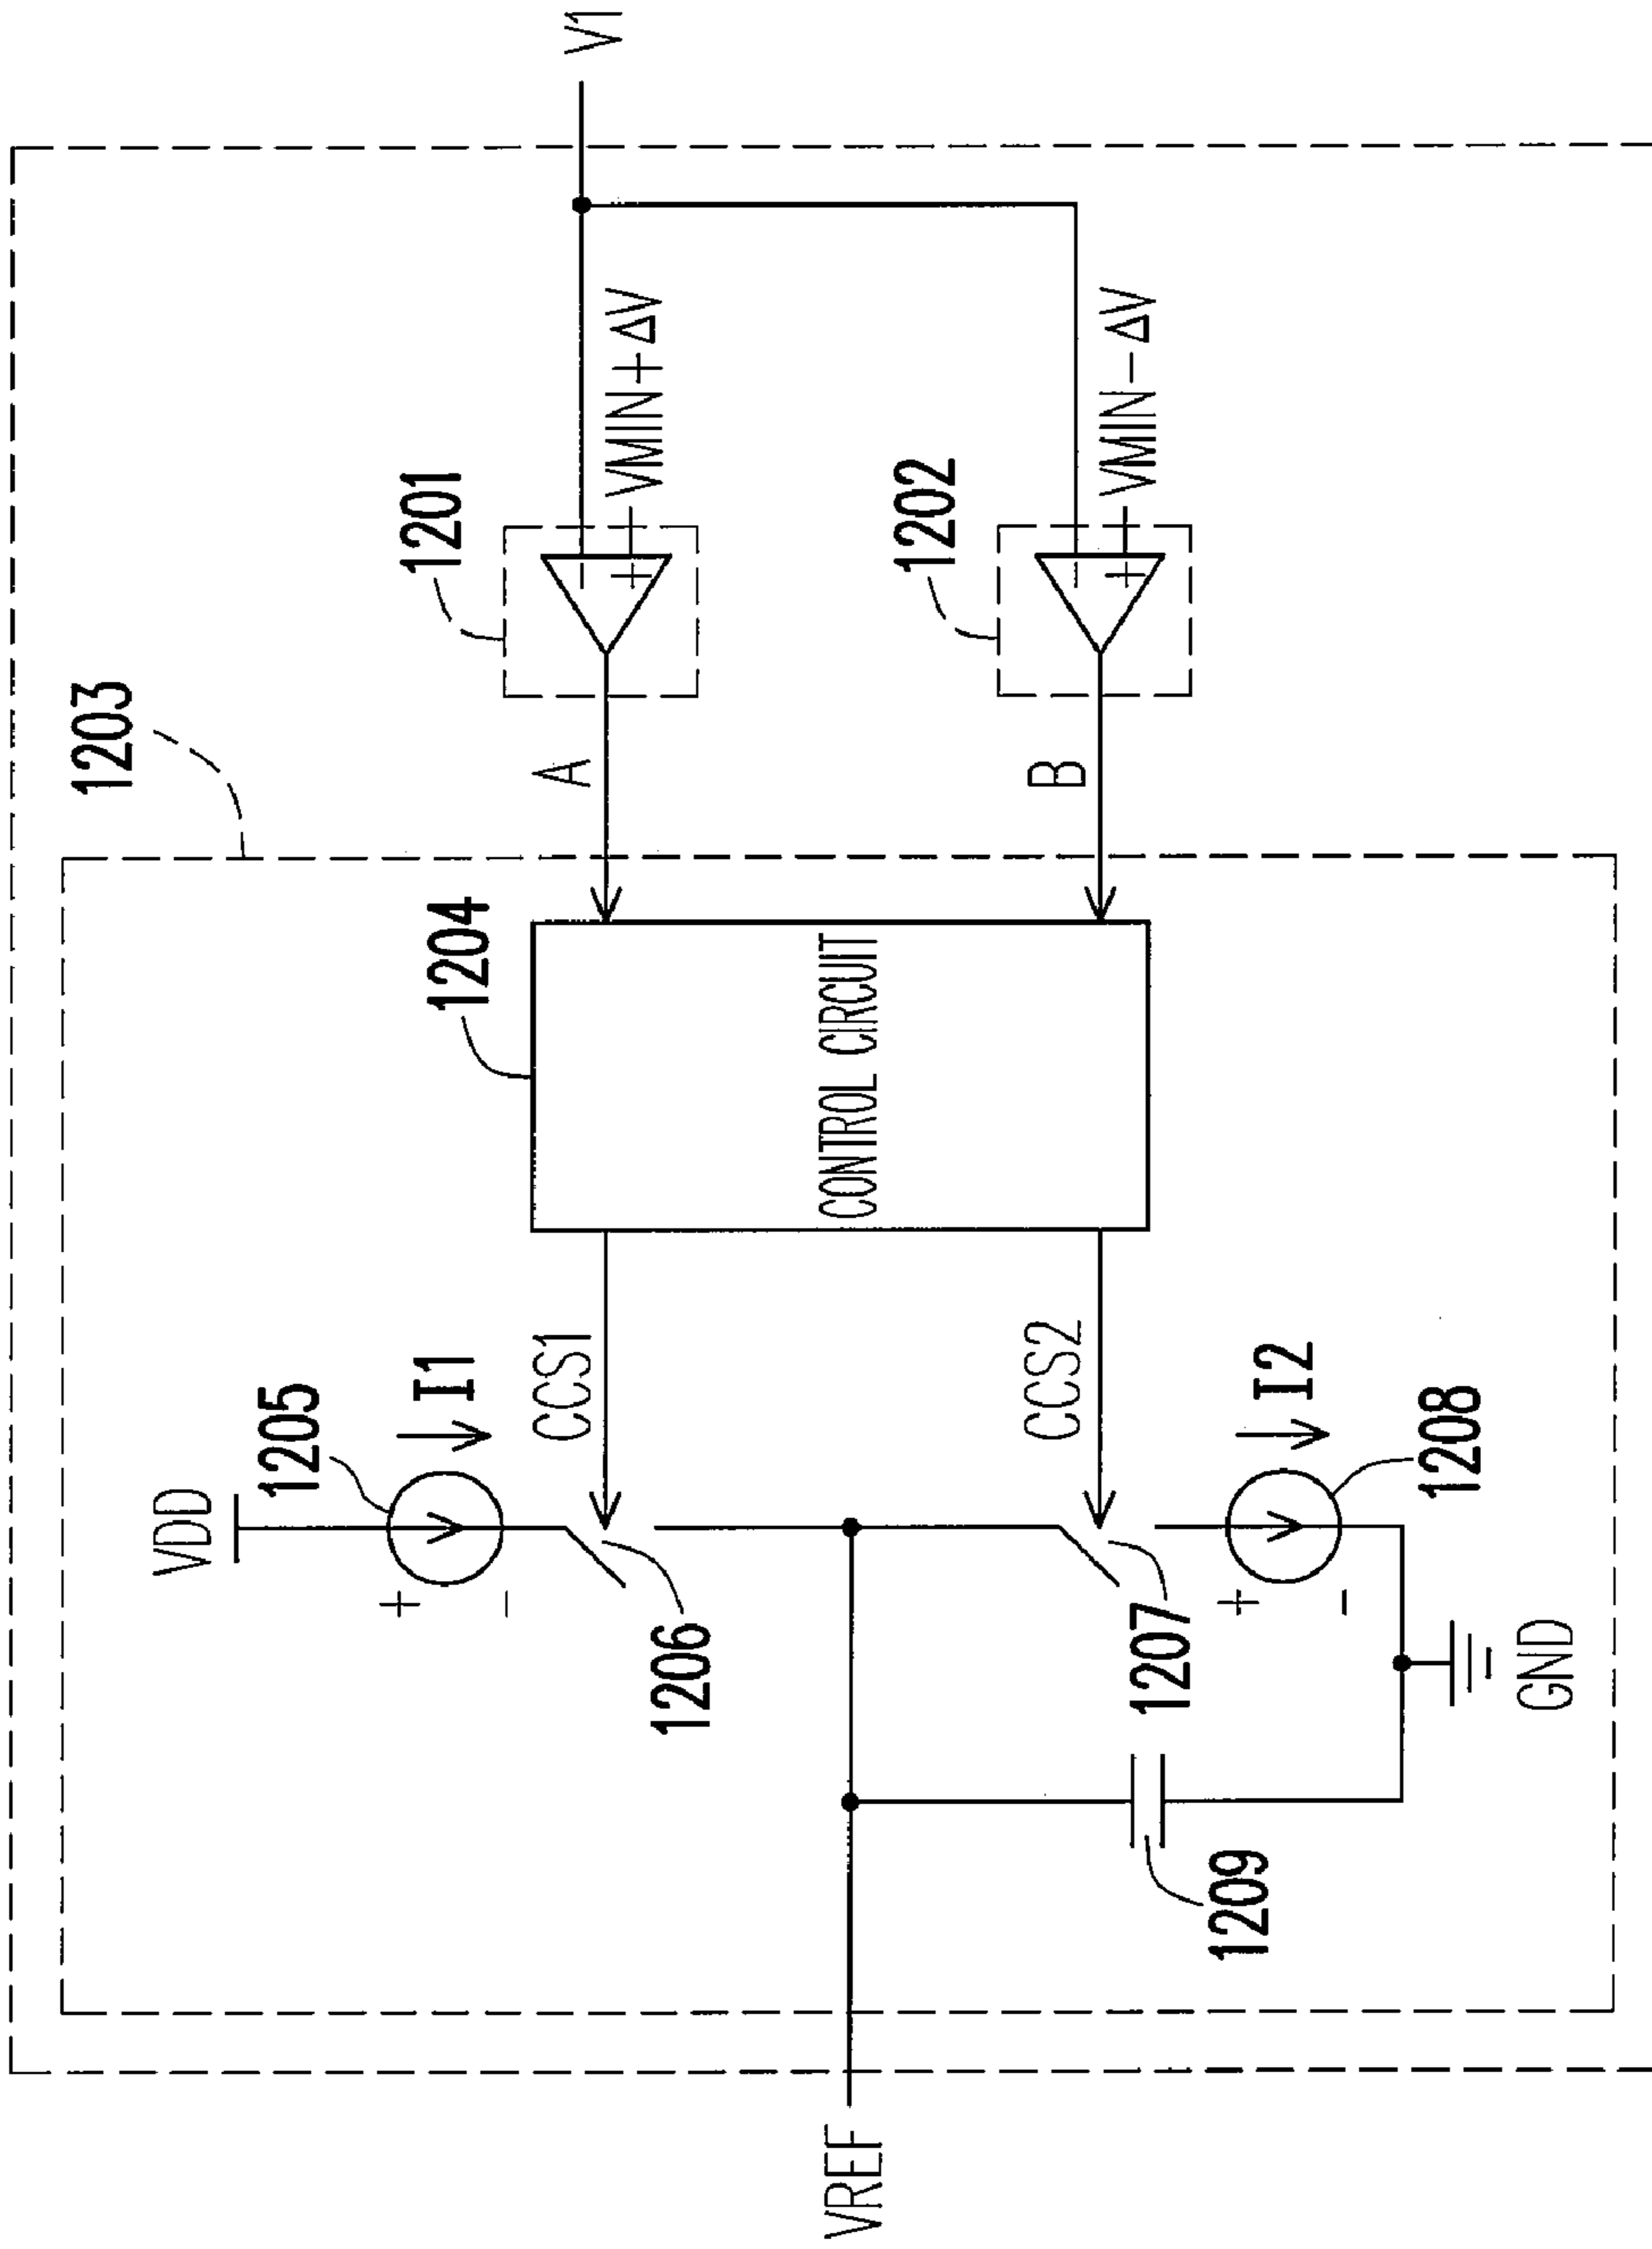 1203
VDD
1205
I1
1204
1201
V1
CCS1
A
VMIN+ΔV
1206
CONTROL CIRCUIT
VREF
1202
CCS2
B
VMIN-ΔV
1207
I2
1208
1209
GND
+
-
+
-
-
+
-
+